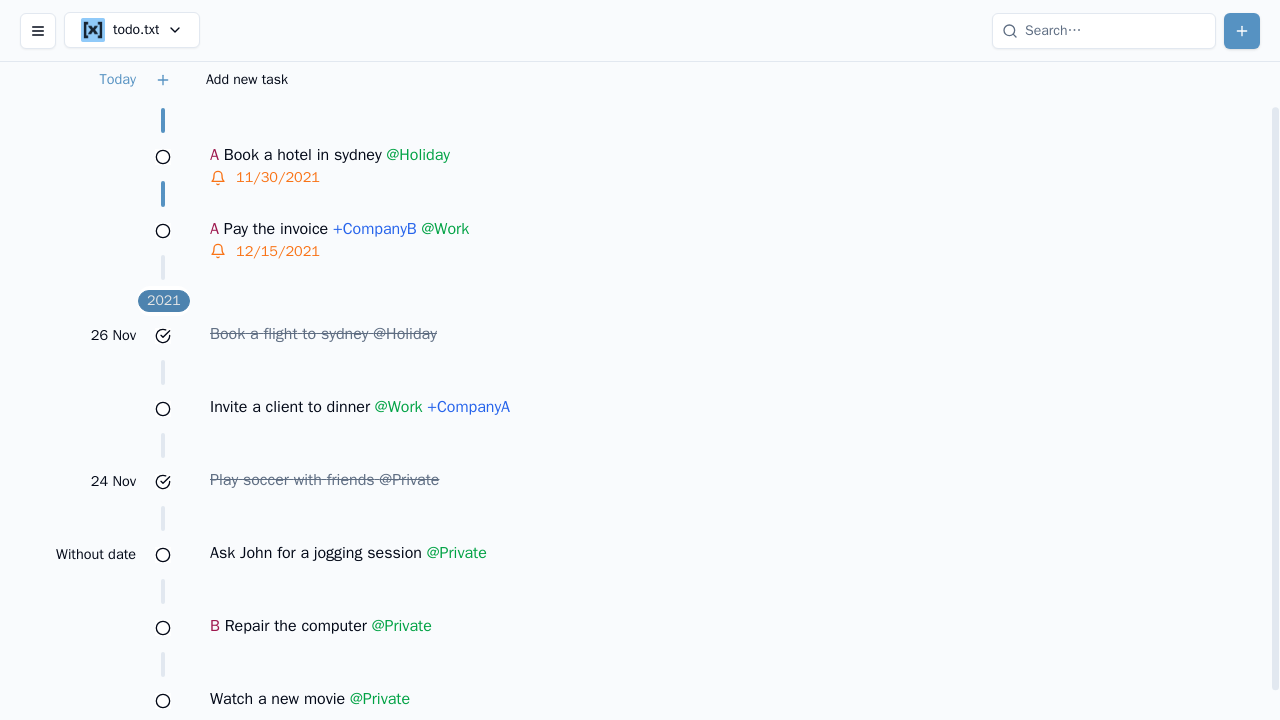 [x] todo.txt
Search⋯
Today
Add new task
A Book a hotel in sydney @Holiday
11/30/2021
A Pay the invoice +CompanyB @Work
12/15/2021
2021
26 Nov
Book a flight to sydney @Holiday
Invite a client to dinner @Work +CompanyA
24 Nov
Play soccer with friends @Private
Without date
Ask John for a jogging session @Private
B Repair the computer @Private
Watch a new movie @Private